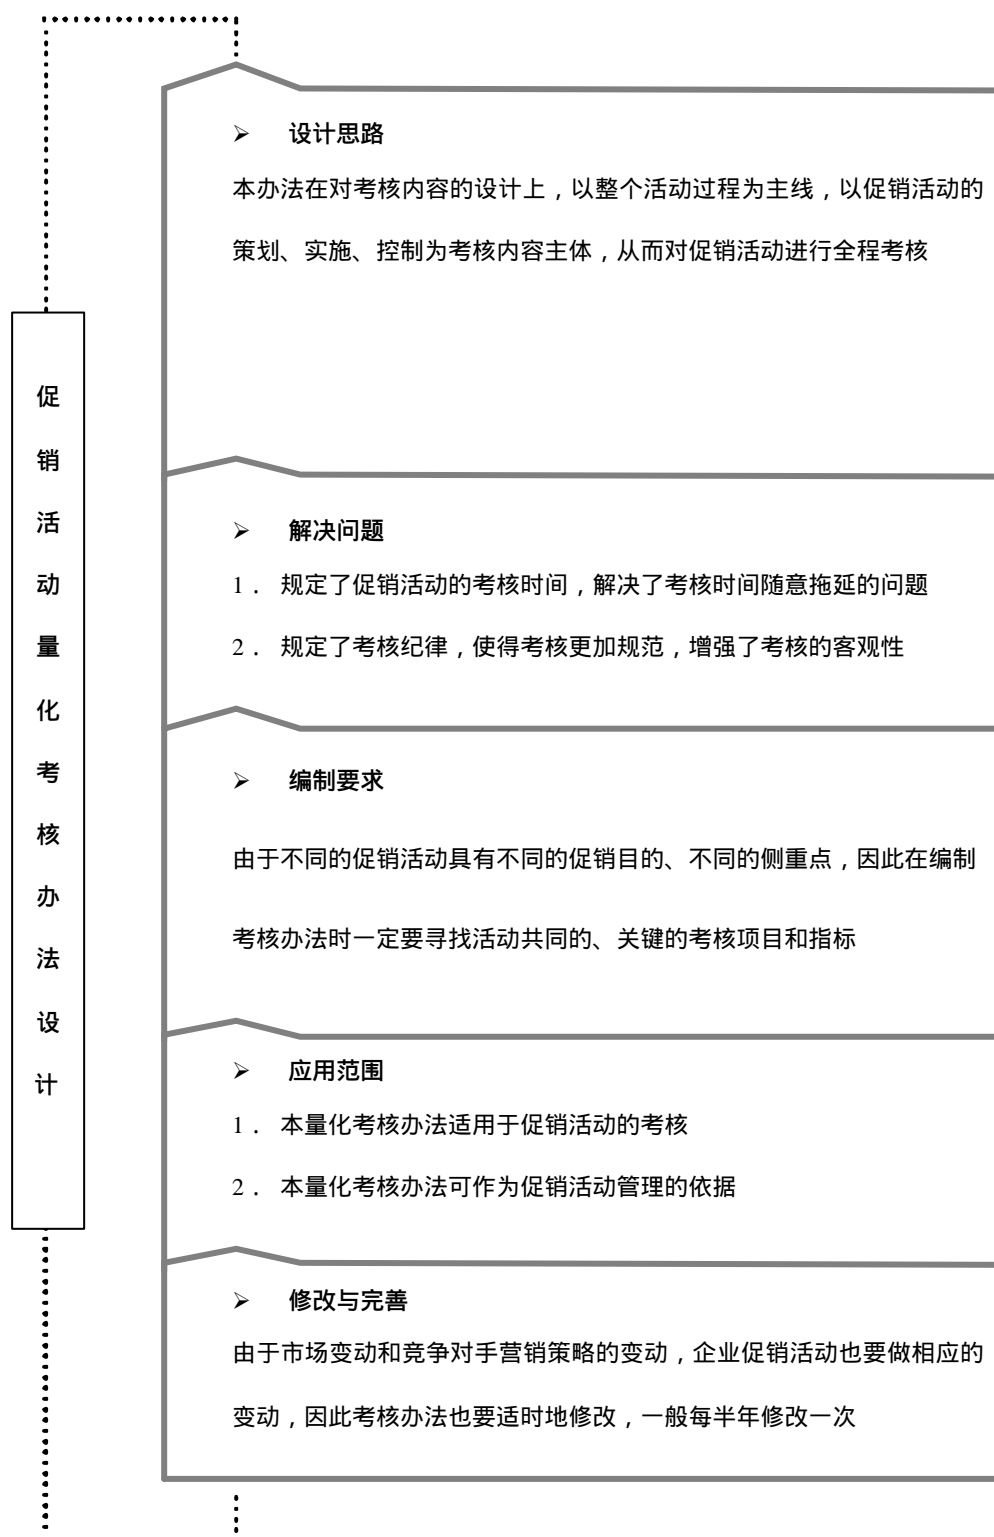 促销活动量化考核办法设计
➢ 设计思路
本办法在对考核内容的设计上，以整个活动过程为主线，以促销活动的
策划、实施、控制为考核内容主体，从而对促销活动进行全程考核
➢ 解决问题
1． 规定了促销活动的考核时间，解决了考核时间随意拖延的问题
2． 规定了考核纪律，使得考核更加规范，增强了考核的客观性
➢ 编制要求
由于不同的促销活动具有不同的促销目的、不同的侧重点，因此在编制
考核办法时一定要寻找活动共同的、关键的考核项目和指标
➢ 应用范围
1． 本量化考核办法适用于促销活动的考核
2． 本量化考核办法可作为促销活动管理的依据
➢ 修改与完善
由于市场变动和竞争对手营销策略的变动，企业促销活动也要做相应的
变动，因此考核办法也要适时地修改，一般每半年修改一次